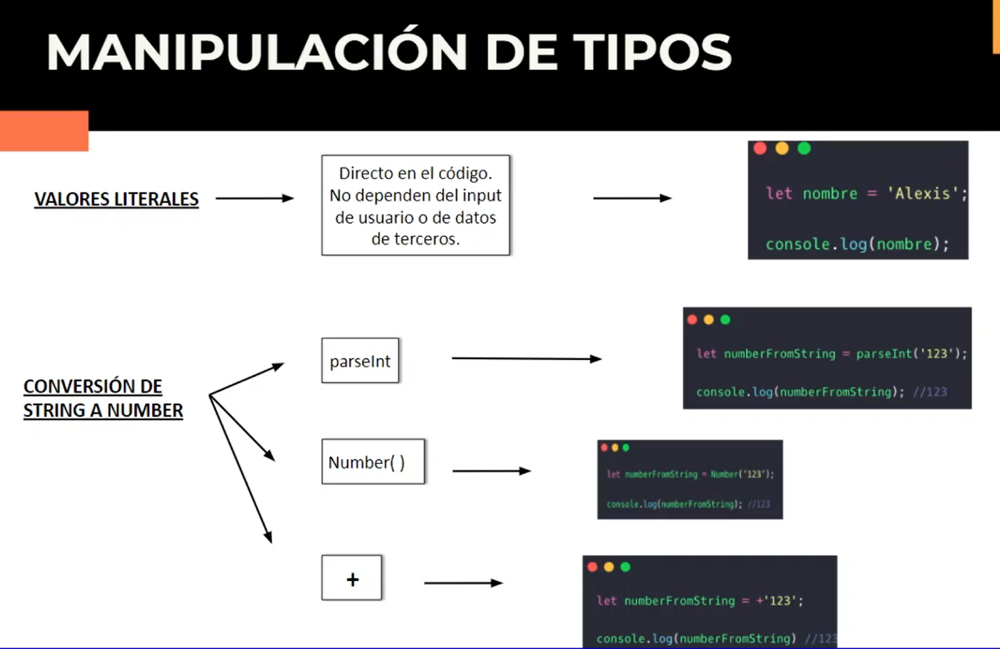 MANIPULACIÓN DE TIPOS
VALORES LITERALES
Directo en el código.
No dependen del input
de usuario o de datos
de terceros.
let nombre = 'Alexis';
console.log(nombre);
CONVERSIÓN DE
STRING A NUMBER
parseInt
let numberFromString = parseInt('123');
console.log(numberFromString); //123
Number( )
let numberFromString = Number('123');
console.log(numberFromString); //123
+
let numberFromString = +'123';
console.log(numberFromString) //123